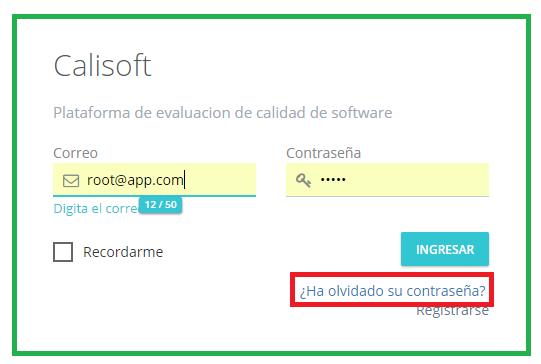 Calisoft
Plataforma de evaluacion de calidad de software
Correo
Contraseña
root@app.com
•••••
Digita el corre
12 / 50
Recordarme
INGRESAR
¿Ha olvidado su contraseña?
Registrarse